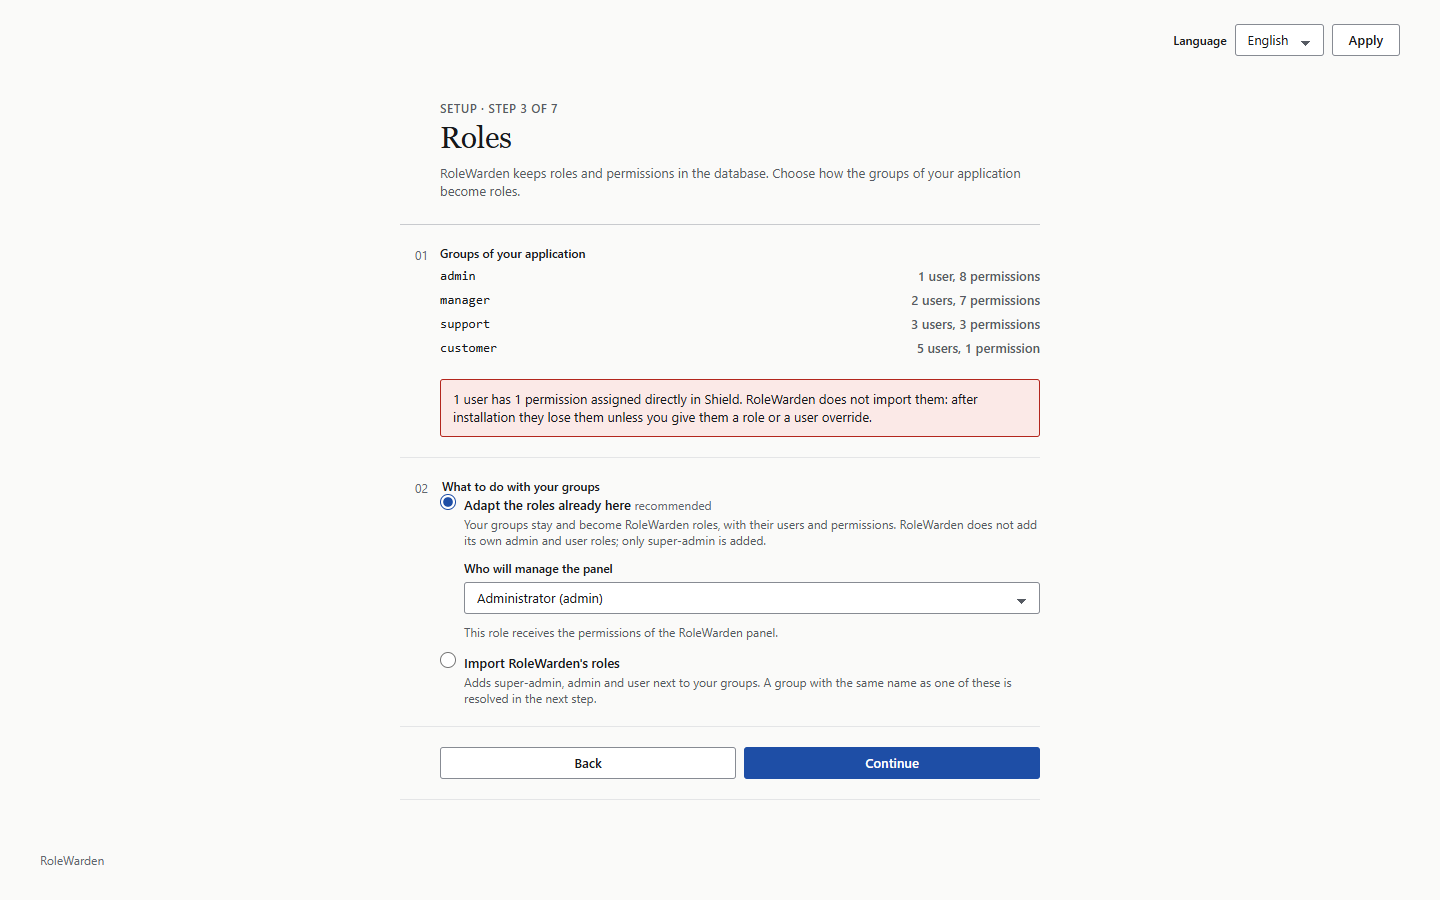 Language English Apply
SETUP · STEP 3 OF 7
Roles
RoleWarden keeps roles and permissions in the database. Choose how the groups of your application
become roles.
01 Groups of your application
admin 1 user, 8 permissions
manager 2 users, 7 permissions
support 3 users, 3 permissions
customer 5 users, 1 permission
1 user has 1 permission assigned directly in Shield. RoleWarden does not import them: after
installation they lose them unless you give them a role or a user override.
02 What to do with your groups
Adapt the roles already here recommended
Your groups stay and become RoleWarden roles, with their users and permissions. RoleWarden does not add
its own admin and user roles; only super-admin is added.
Who will manage the panel
Administrator (admin)
This role receives the permissions of the RoleWarden panel.
Import RoleWarden's roles
Adds super-admin, admin and user next to your groups. A group with the same name as one of these is
resolved in the next step.
Back Continue
RoleWarden